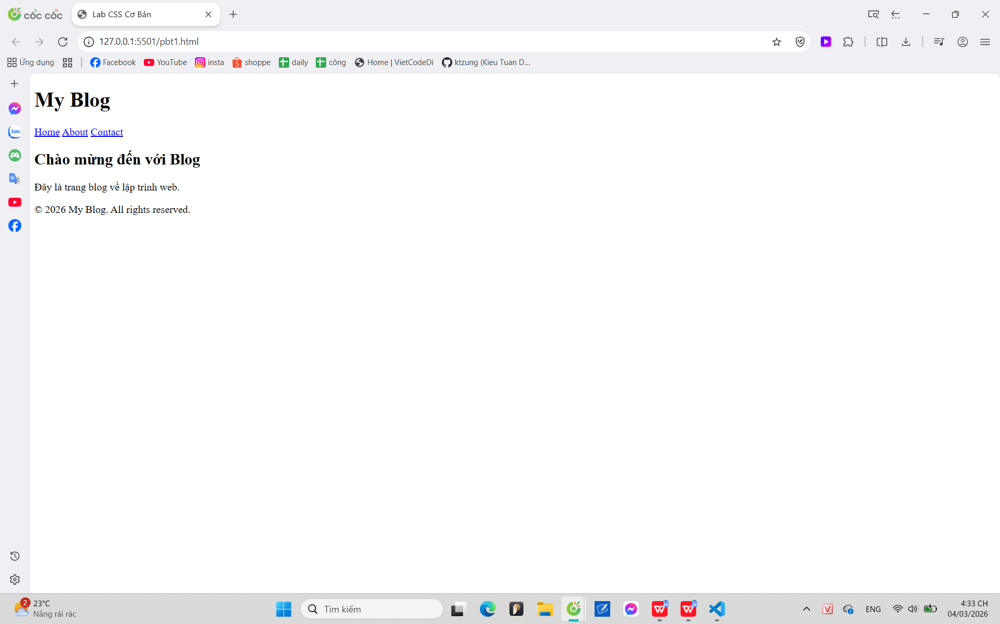 cốc cốc
Lab CSS Cơ Bản
127.0.0.1:5501/pbt1.html
Ứng dụng
Facebook
YouTube
insta
shoppe
daily
công
Home | VietCodeDi
ktzung (Kieu Tuan D...
Zalo
My Blog
Home About Contact
Chào mừng đến với Blog
Đây là trang blog về lập trình web.
© 2026 My Blog. All rights reserved.
2
23°C
Nắng rải rác
Tìm kiếm
ENG
4:33 CH
04/03/2026